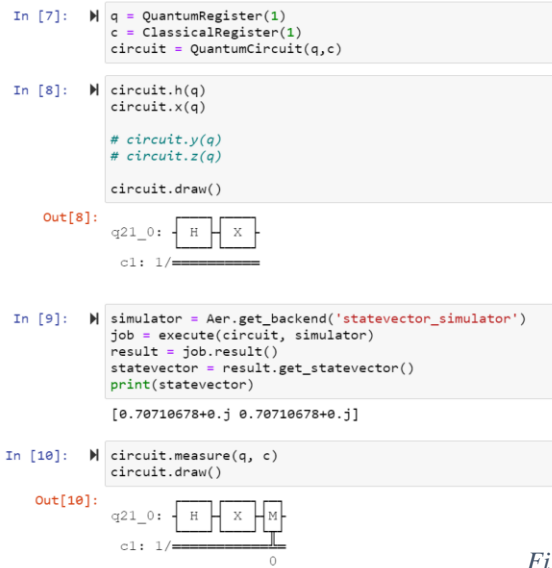 In [7]: q = QuantumRegister(1)
c = ClassicalRegister(1)
circuit = QuantumCircuit(q,c)
In [8]: circuit.h(q)
circuit.x(q)
# circuit.y(q)
# circuit.z(q)
circuit.draw()
Out[8]:
q21_0: H X
c1: 1/
In [9]: simulator = Aer.get_backend('statevector_simulator')
job = execute(circuit, simulator)
result = job.result()
statevector = result.get_statevector()
print(statevector)
[0.70710678+0.j 0.70710678+0.j]
In [10]: circuit.measure(q, c)
circuit.draw()
Out[10]:
q21_0: H X M
c1: 1/
0
Fi